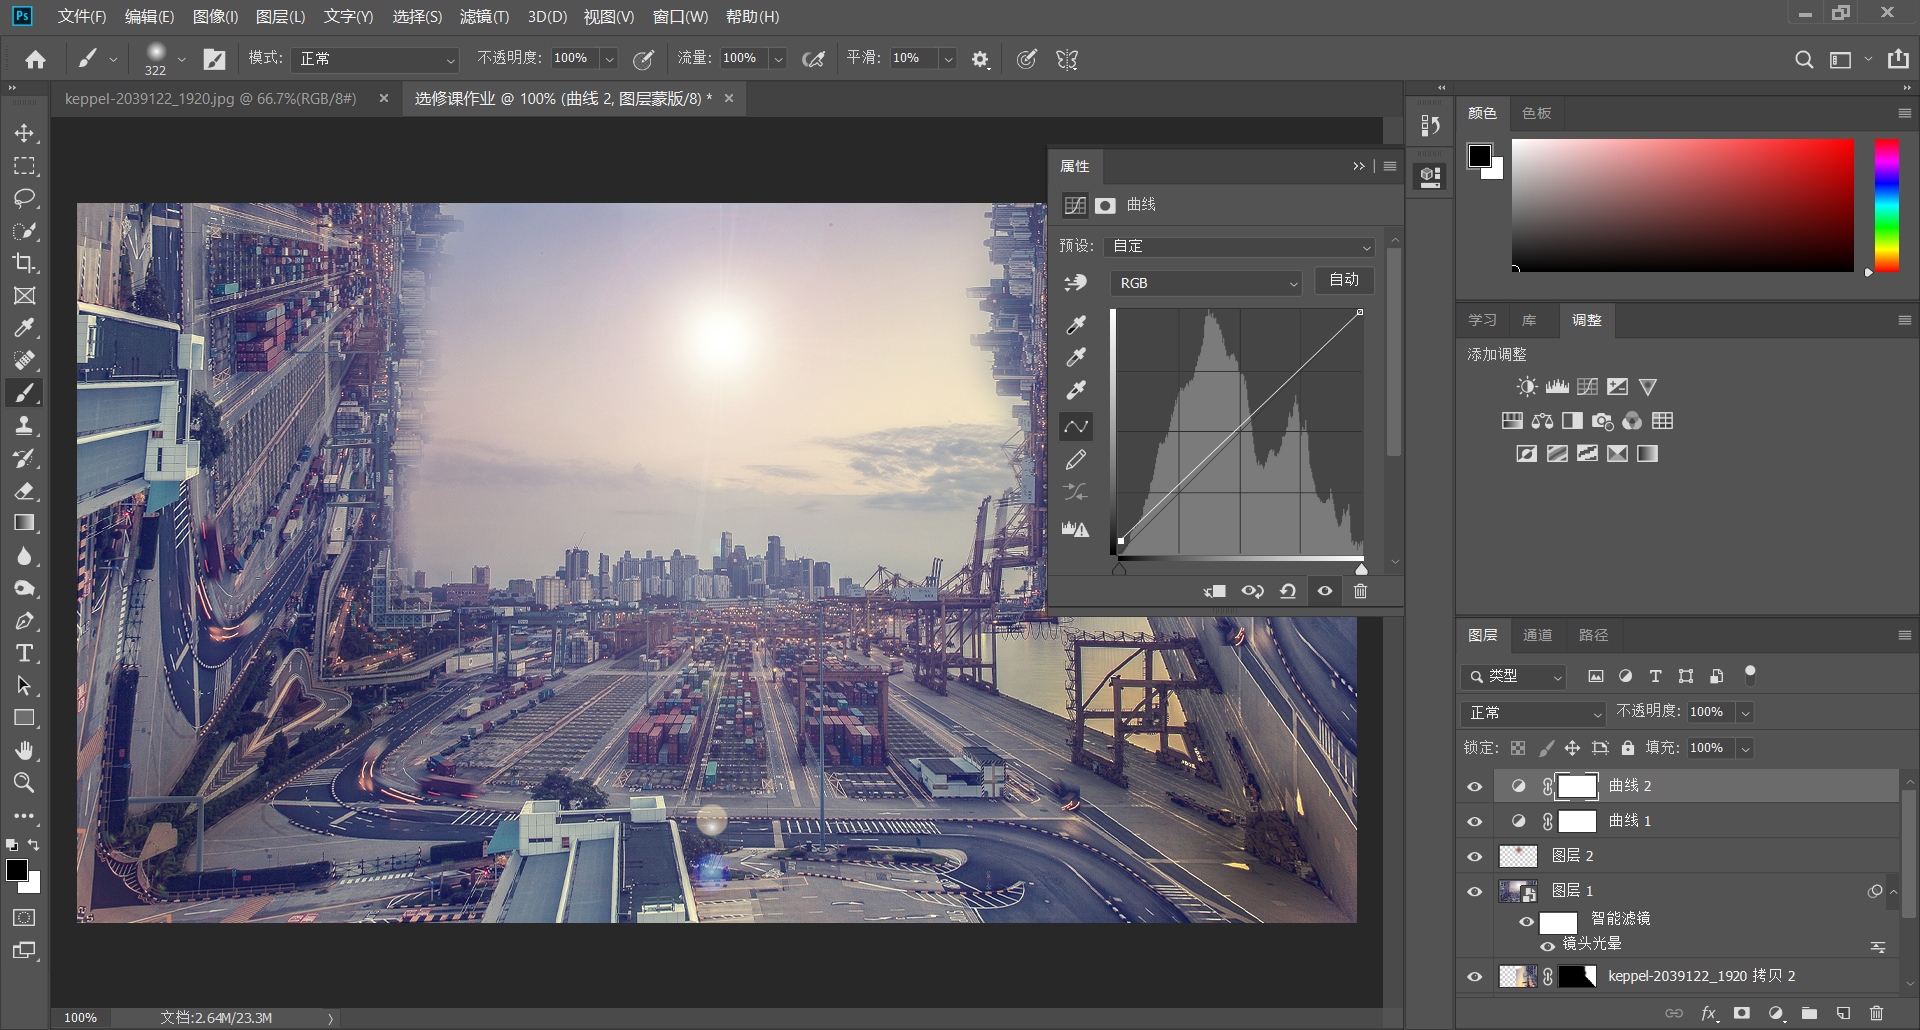 Ps 文件(F) 编辑(E) 图像(I) 图层(L) 文字(Y) 选择(S) 滤镜(T) 3D(D) 视图(V) 窗口(W) 帮助(H)
322 模式: 正常 不透明度: 100% 流量: 100% 平滑: 10%
keppel-2039122_1920.jpg @ 66.7%(RGB/8#) × 选修课作业 @ 100% (曲线 2, 图层蒙版/8) * ×
属性
曲线
预设: 自定
RGB 自动
颜色 色板
学习 库 调整
添加调整
图层 通道 路径
类型
正常 不透明度: 100%
锁定: 填充: 100%
曲线 2
曲线 1
图层 2
图层 1
智能滤镜
镜头光晕
keppel-2039122_1920 拷贝 2
fx
100% 文档:2.64M/23.3M